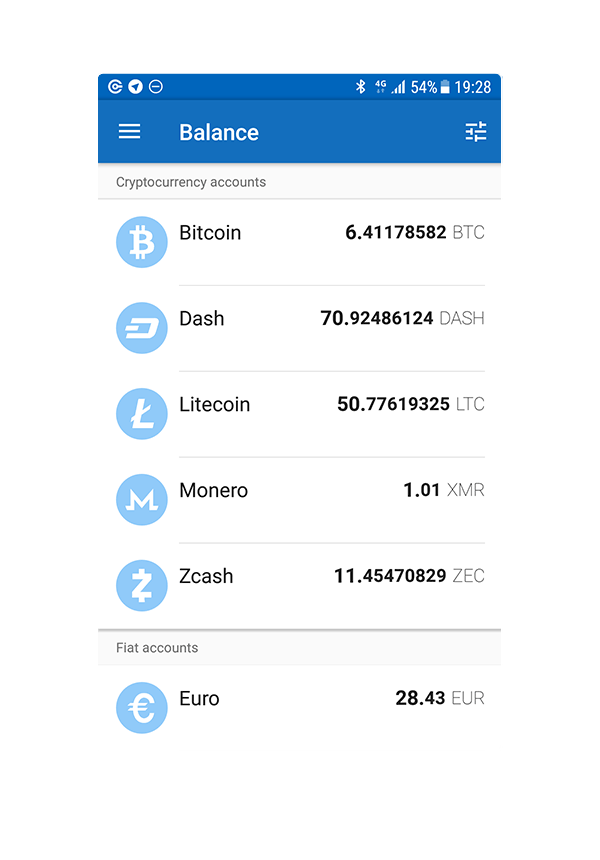 4G 54% 19:28
Balance
Cryptocurrency accounts
Bitcoin 6.41178582 BTC
Dash 70.92486124 DASH
Litecoin 50.77619325 LTC
Monero 1.01 XMR
Zcash 11.45470829 ZEC
Fiat accounts
Euro 28.43 EUR